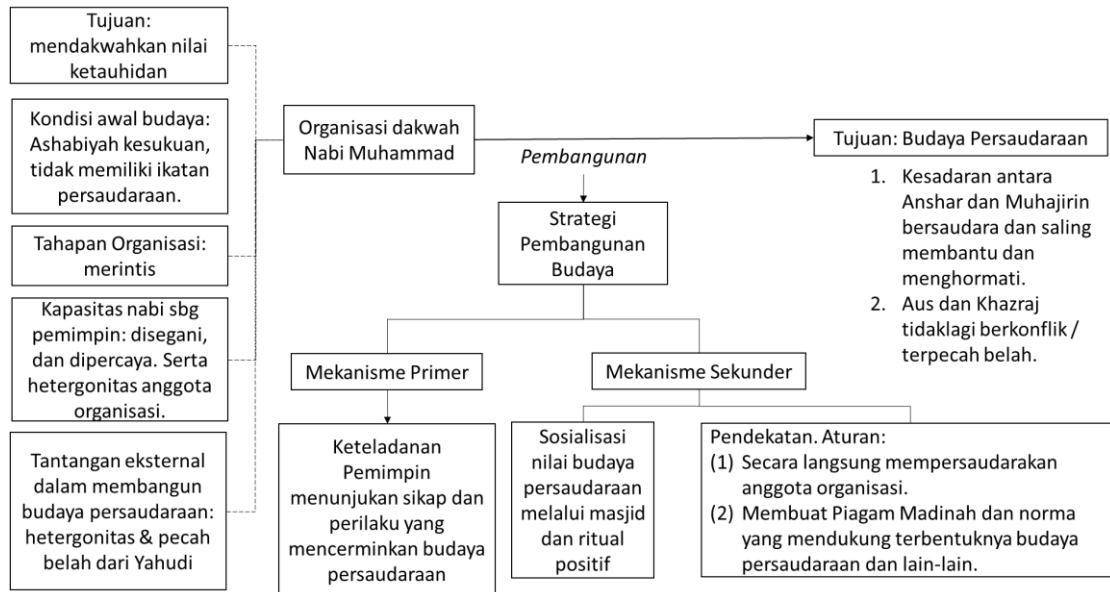 Tujuan:
mendakwahkan nilai
ketauhidan
Kondisi awal budaya:
Ashabiyah kesukuan,
tidak memiliki ikatan
persaudaraan.
Tahapan Organisasi:
merintis
Kapasitas nabi sbg
pemimpin: disegani,
dan dipercaya. Serta
hetergonitas anggota
organisasi.
Tantangan eksternal
dalam membangun
budaya persaudaraan:
hetergonitas & pecah
belah dari Yahudi
Organisasi dakwah
Nabi Muhammad
Pembangunan
Tujuan: Budaya Persaudaraan
1. Kesadaran antara
Anshar dan Muhajirin
bersaudara dan saling
membantu dan
menghormati.
2. Aus dan Khazraj
tidaklagi berkonflik /
terpecah belah.
Strategi
Pembangunan
Budaya
Mekanisme Primer
Mekanisme Sekunder
Keteladanan
Pemimpin
menunjukan sikap dan
perilaku yang
mencerminkan budaya
persaudaraan
Sosialisasi
nilai budaya
persaudaraan
melalui masjid
dan ritual
positif
Pendekatan. Aturan:
(1) Secara langsung mempersaudarakan
anggota organisasi.
(2) Membuat Piagam Madinah dan norma
yang mendukung terbentuknya budaya
persaudaraan dan lain-lain.